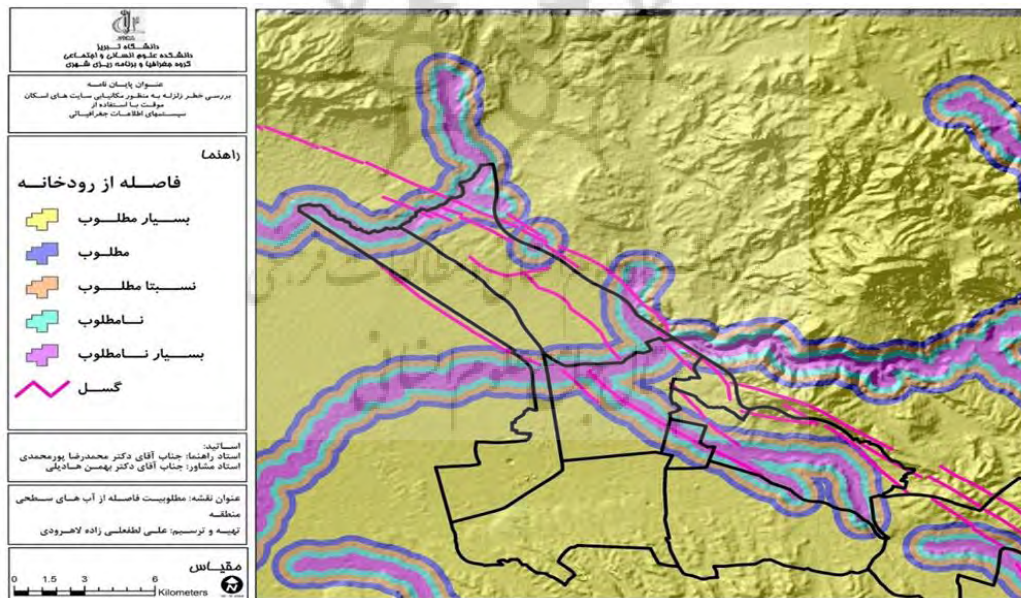 دانشگاه تبریز
دانشکده علوم انسانی و اجتماعی
گروه جغرافیا و برنامه ریزی شهری
عنوان پایان نامه
بررسی خطر زلزله به منظور مکانیابی سایت های اسکان
موقت با استفاده از
سیستمهای اطلاعات جغرافیائی
راهنما
فاصله از رودخانه
بسیار مطلوب
مطلوب
نسبتا مطلوب
نامطلوب
بسیار نامطلوب
گسل
اساتید:
استاد راهنما: جناب آقای دکتر محمدرضا پورمحمدی
استاد مشاور: جناب آقای دکتر بهمن هادیلی
عنوان نقشه: مطلوبیت فاصله از آب های سطحی
منطقه
تهیه و ترسیم: علی لطفعلی زاده لاهرودی
مقیاس
0 1.5 3 6
Kilometers